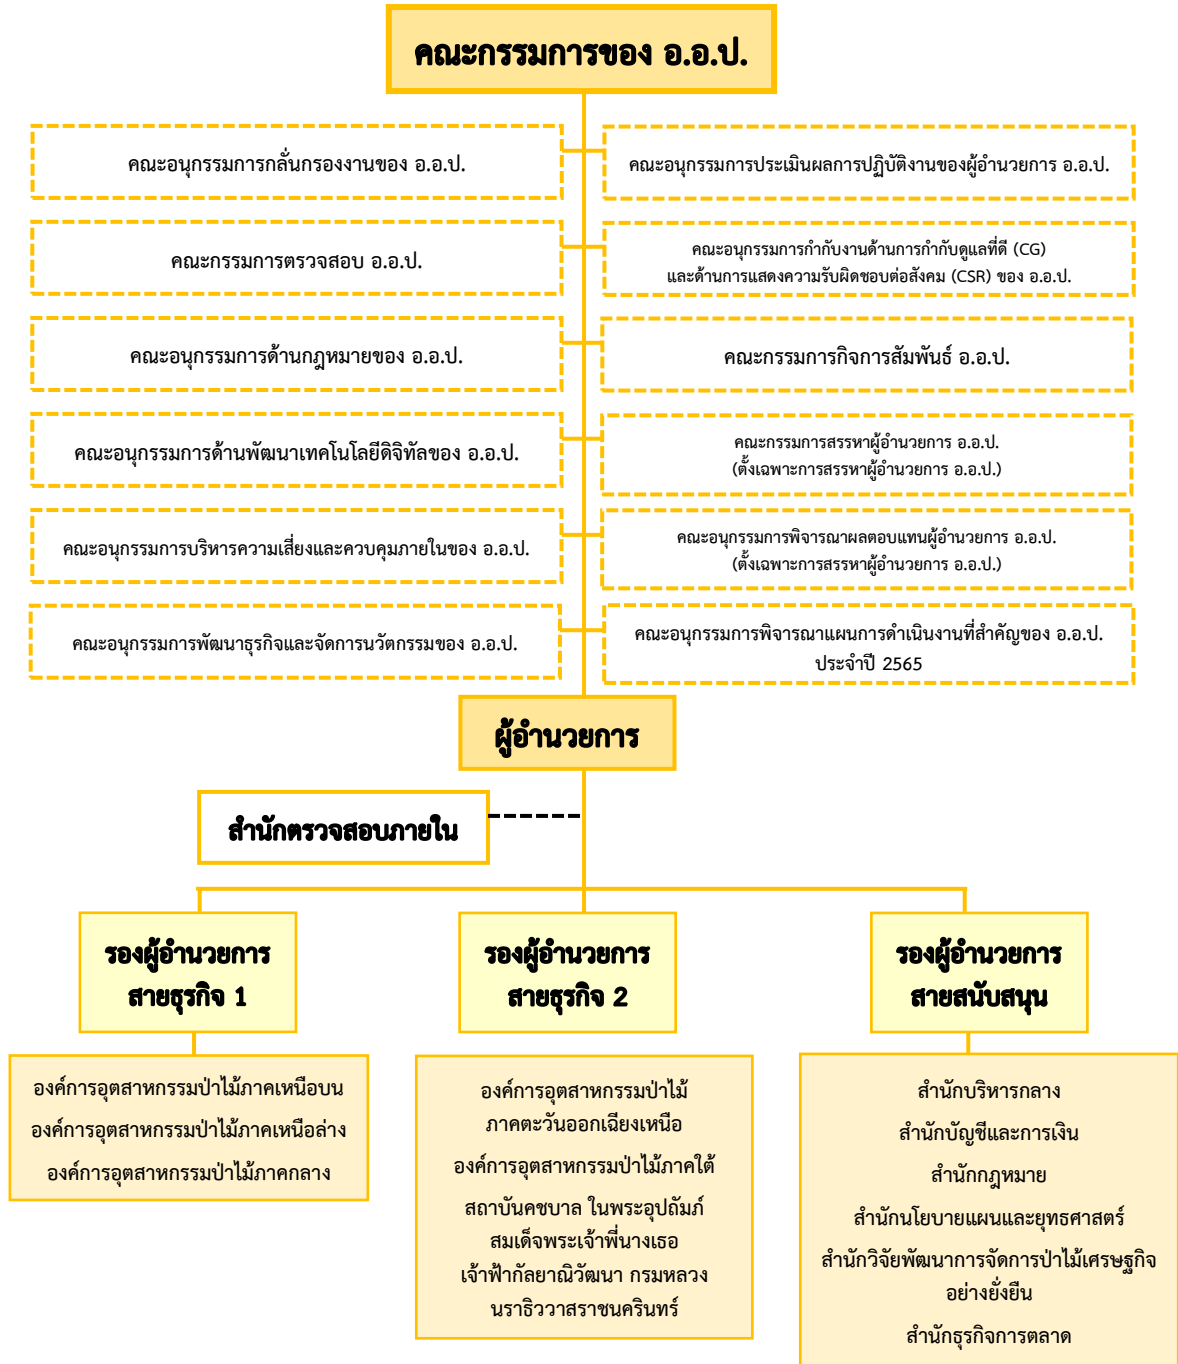 คณะกรรมการของ อ.อ.ป.
คณะอนุกรรมการกลั่นกรองงานของ อ.อ.ป.
คณะอนุกรรมการประเมินผลการปฏิบัติงานของผู้อำนวยการ อ.อ.ป.
คณะกรรมการตรวจสอบ อ.อ.ป.
คณะอนุกรรมการกำกับงานด้านการกำกับดูแลที่ดี (CG)
และด้านการแสดงความรับผิดชอบต่อสังคม (CSR) ของ อ.อ.ป.
คณะอนุกรรมการด้านกฎหมายของ อ.อ.ป.
คณะกรรมการกิจการสัมพันธ์ อ.อ.ป.
คณะอนุกรรมการด้านพัฒนาเทคโนโลยีดิจิทัลของ อ.อ.ป.
คณะกรรมการสรรหาผู้อำนวยการ อ.อ.ป.
(ตั้งเฉพาะการสรรหาผู้อำนวยการ อ.อ.ป.)
คณะอนุกรรมการบริหารความเสี่ยงและควบคุมภายในของ อ.อ.ป.
คณะอนุกรรมการพิจารณาผลตอบแทนผู้อำนวยการ อ.อ.ป.
(ตั้งเฉพาะการสรรหาผู้อำนวยการ อ.อ.ป.)
คณะอนุกรรมการพัฒนาธุรกิจและจัดการนวัตกรรมของ อ.อ.ป.
คณะอนุกรรมการพิจารณาแผนการดำเนินงานที่สำคัญของ อ.อ.ป.
ประจำปี 2565
ผู้อำนวยการ
สำนักตรวจสอบภายใน
รองผู้อำนวยการ
สายธุรกิจ 1
องค์การอุตสาหกรรมป่าไม้ภาคเหนือบน
องค์การอุตสาหกรรมป่าไม้ภาคเหนือล่าง
องค์การอุตสาหกรรมป่าไม้ภาคกลาง
รองผู้อำนวยการ
สายธุรกิจ 2
องค์การอุตสาหกรรมป่าไม้
ภาคตะวันออกเฉียงเหนือ
องค์การอุตสาหกรรมป่าไม้ภาคใต้
สถาบันคชบาล ในพระอุปถัมภ์
สมเด็จพระเจ้าพี่นางเธอ
เจ้าฟ้ากัลยาณิวัฒนา กรมหลวง
นราธิววาสราชนครินทร์
รองผู้อำนวยการ
สายสนับสนุน
สำนักบริหารกลาง
สำนักบัญชีและการเงิน
สำนักกฎหมาย
สำนักนโยบายแผนและยุทธศาสตร์
สำนักวิจัยพัฒนาการจัดการป่าไม้เศรษฐกิจ
อย่างยั่งยืน
สำนักธุรกิจการตลาด